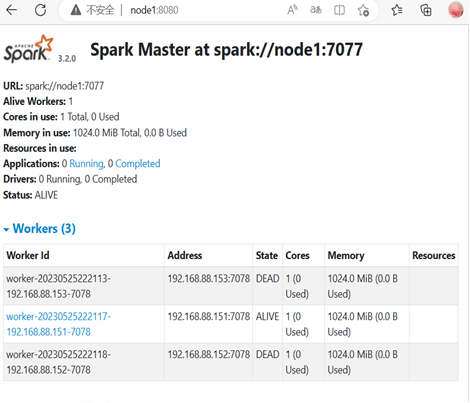 不安全 node1:8080
APACHE
Spark 3.2.0 Spark Master at spark://node1:7077
URL: spark://node1:7077
Alive Workers: 1
Cores in use: 1 Total, 0 Used
Memory in use: 1024.0 MiB Total, 0.0 B Used
Resources in use:
Applications: 0 Running, 0 Completed
Drivers: 0 Running, 0 Completed
Status: ALIVE
Workers (3)
Worker Id Address State Cores Memory Resources
worker-20230525222113- 192.168.88.153:7078 DEAD 1 (0 1024.0 MiB (0.0 B
192.168.88.153-7078 Used) Used)
worker-20230525222117- 192.168.88.151:7078 ALIVE 1 (0 1024.0 MiB (0.0 B
192.168.88.151-7078 Used) Used)
worker-20230525222118- 192.168.88.152:7078 DEAD 1 (0 1024.0 MiB (0.0 B
192.168.88.152-7078 Used) Used)